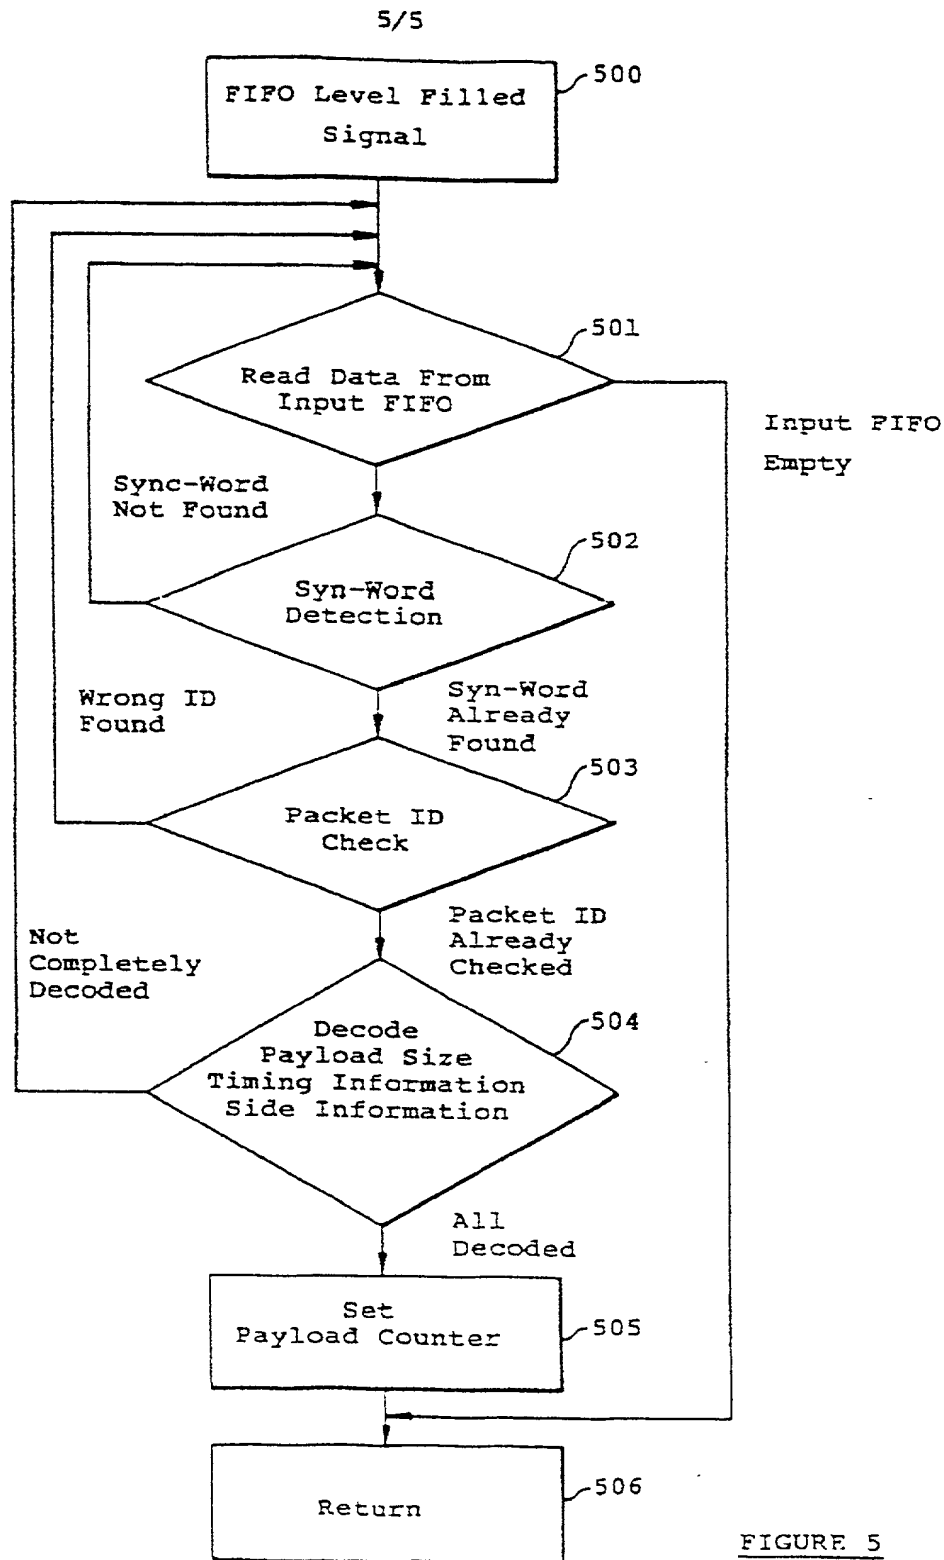 5/5
500
FIFO Level Filled
Signal
501
Read Data From
Input FIFO
Input FIFO
Empty
Sync-Word
Not Found
502
Syn-Word
Detection
Wrong ID
Found
Syn-Word
Already
Found
503
Packet ID
Check
Packet ID
Already
Checked
Not
Completely
Decoded
504
Decode
Payload Size
Timing Information
Side Information
All
Decoded
Set
Payload Counter
505
506
Return
FIGURE 5